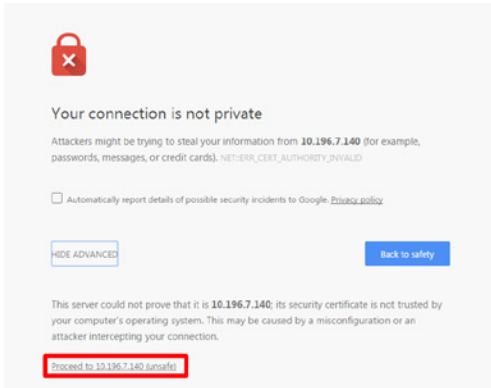 Your connection is not private
Attackers might be trying to steal your information from 10.196.7.140 (for example,
passwords, messages, or credit cards). NET::ERR_CERT_AUTHORITY_INVALID
Automatically report details of possible security incidents to Google. Privacy policy
HIDE ADVANCED
Back to safety
This server could not prove that it is 10.196.7.140; its security certificate is not trusted by
your computer's operating system. This may be caused by a misconfiguration or an
attacker intercepting your connection.
Proceed to 10.196.7.140 (unsafe)